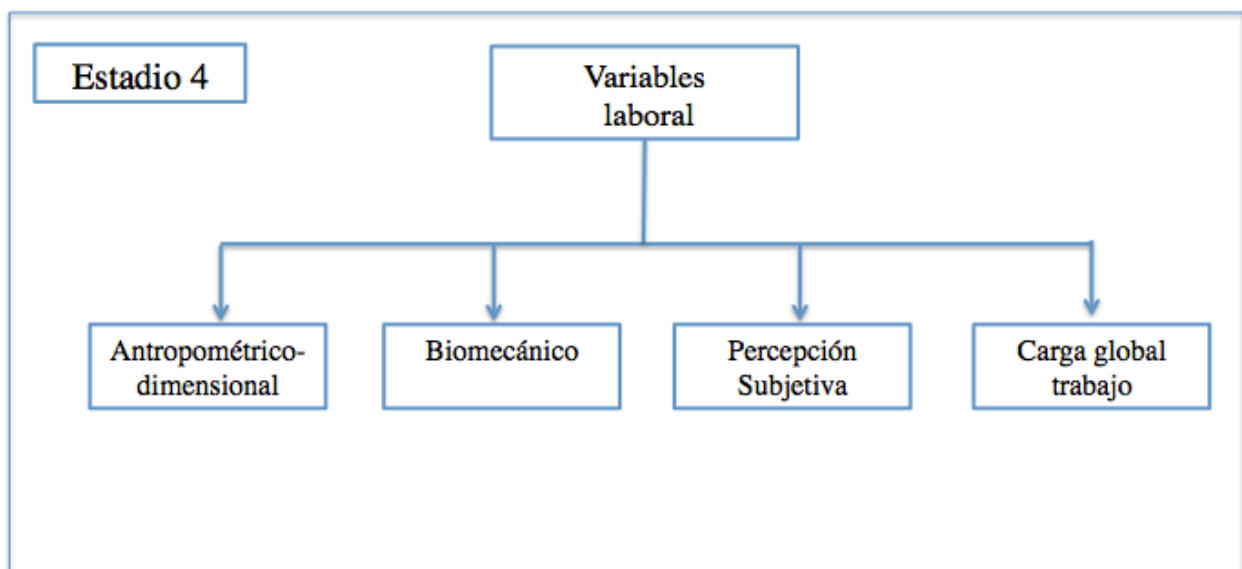 Estadio 4
Variables
laboral
Antropométrico-
dimensional
Biomecánico
Percepción
Subjetiva
Carga global
trabajo